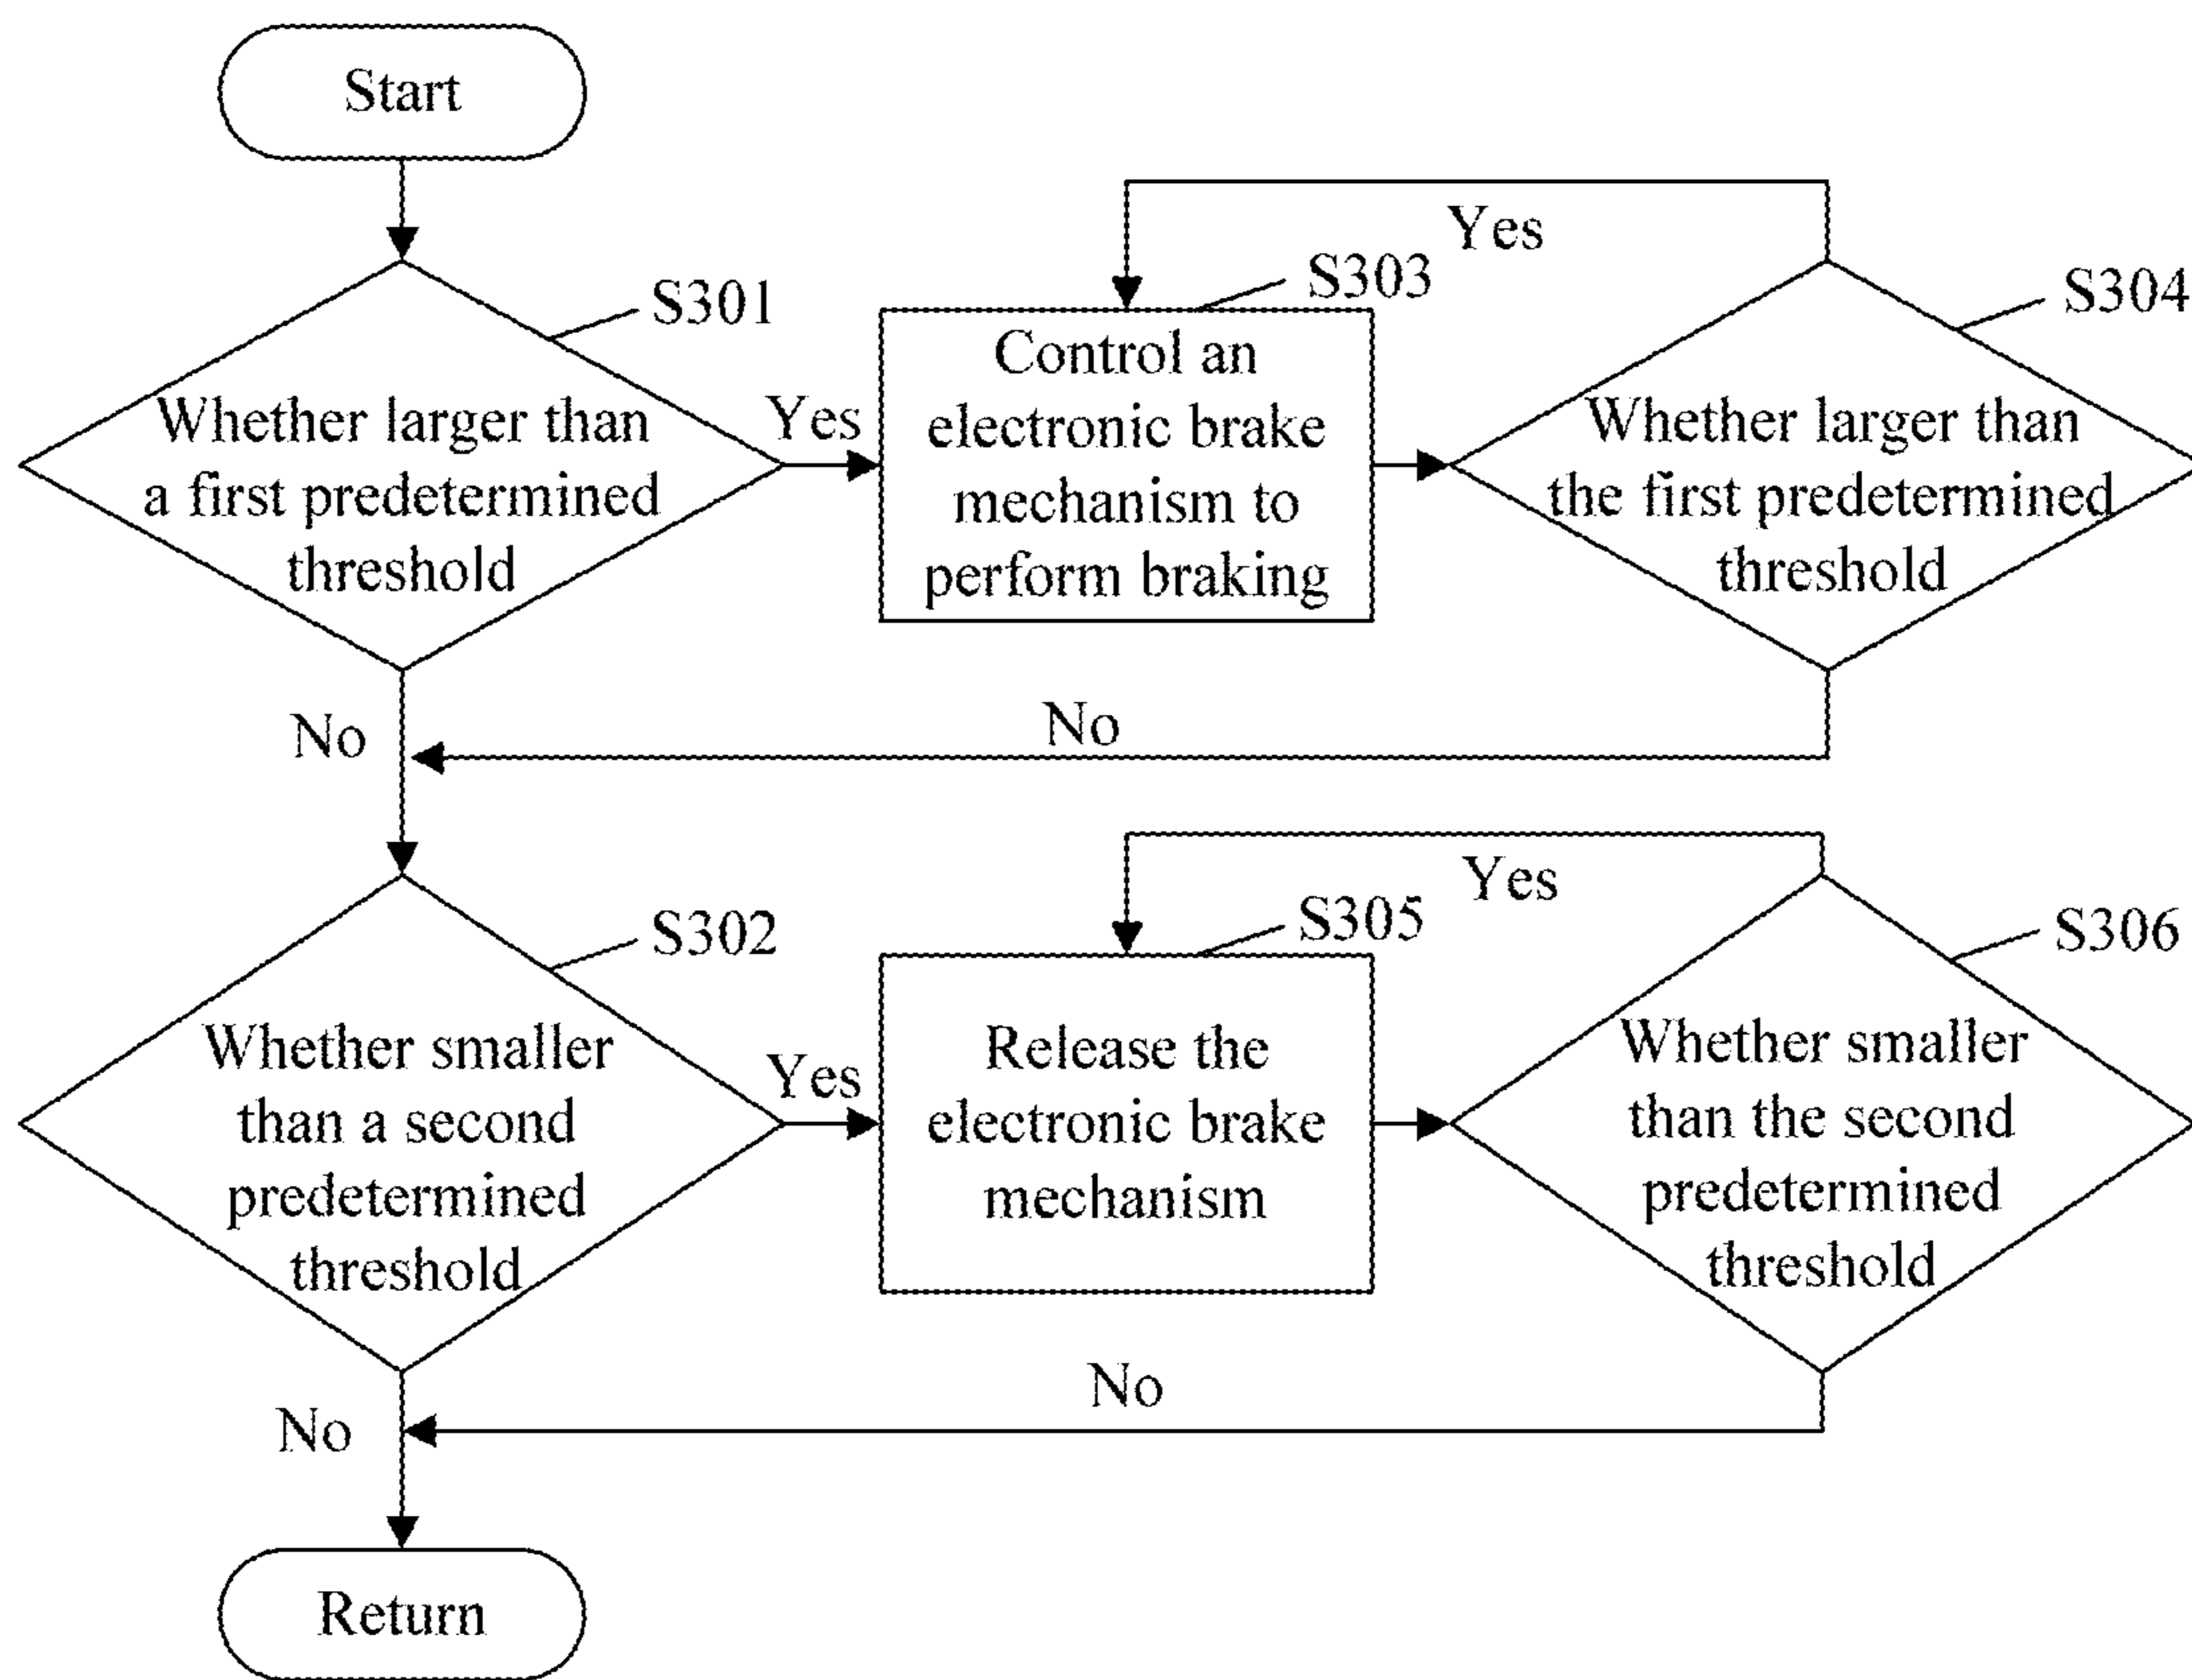 Start
Yes
S303
S304
S301
Whether larger than
a first predetermined
threshold
Yes
Control an
electronic brake
mechanism to
perform braking
Whether larger than
the first predetermined
threshold
No
No
Yes
S305
S306
S302
Whether smaller
than a second
predetermined
threshold
Yes
Release the
electronic brake
mechanism
Whether smaller
than the second
predetermined
threshold
No
No
Return